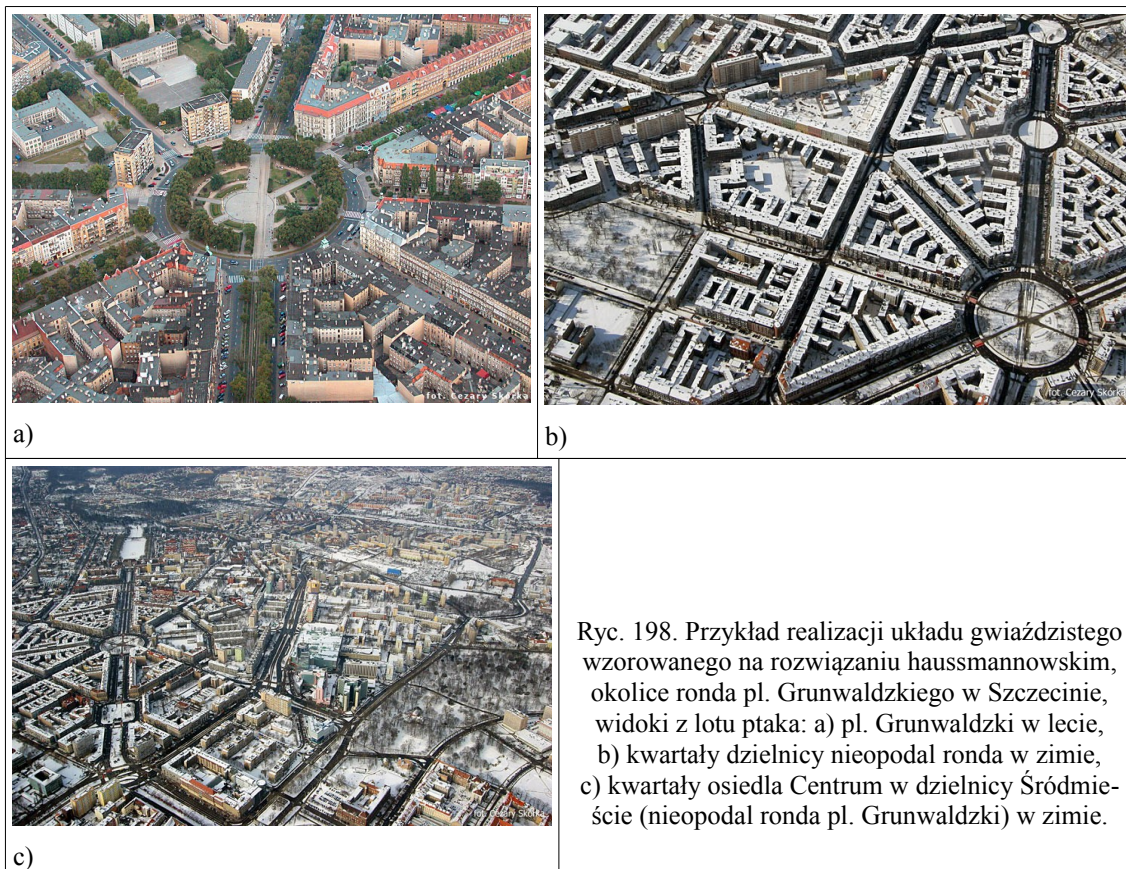 fot. Cezary Skórka
a)
fot. Cezary Skórka
b)
fot. Cezary Skórka
c)
Ryc. 198. Przykład realizacji układu gwiaździstego
wzorowanego na rozwiązaniu haussmannowskim,
okolice ronda pl. Grunwaldzkiego w Szczecinie,
widoki z lotu ptaka: a) pl. Grunwaldzki w lecie,
b) kwartały dzielnicy nieopodal ronda w zimie,
c) kwartały osiedla Centrum w dzielnicy Śródmie-
ście (nieopodal ronda pl. Grunwaldzki) w zimie.